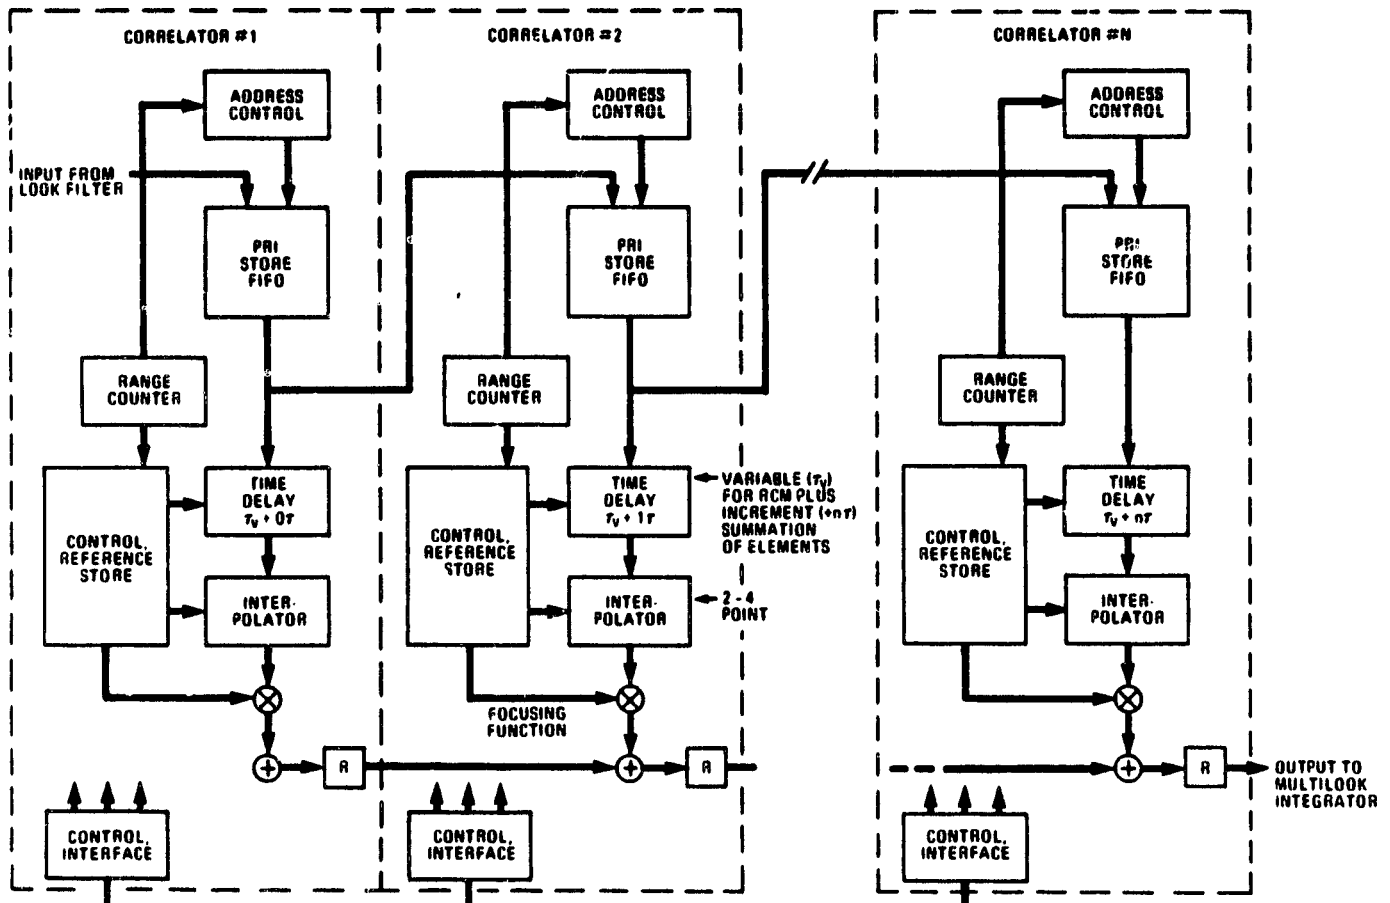 CORRELATOR #1
CORRELATOR #2
CORRELATOR #N
ADDRESS
CONTROL
ADDRESS
CONTROL
ADDRESS
CONTROL
INPUT FROM
LOOK FILTER
PRI
STORE
FIFO
PRI
STORE
FIFO
PRI
STORE
FIFO
RANGE
COUNTER
RANGE
COUNTER
RANGE
COUNTER
CONTROL,
REFERENCE
STORE
TIME
DELAY
τᵥ + 0τ
CONTROL,
REFERENCE
STORE
TIME
DELAY
τᵥ + 1τ
VARIABLE (τᵥ)
FOR RCM PLUS
INCREMENT (+nτ)
SUMMATION
OF ELEMENTS
CONTROL,
REFERENCE
STORE
TIME
DELAY
τᵥ + nτ
INTER-
POLATOR
INTER-
POLATOR
2 - 4
POINT
INTER-
POLATOR
FOCUSING
FUNCTION
R
R
R
OUTPUT TO
MULTILOOK
INTEGRATOR
CONTROL,
INTERFACE
CONTROL,
INTERFACE
CONTROL,
INTERFACE